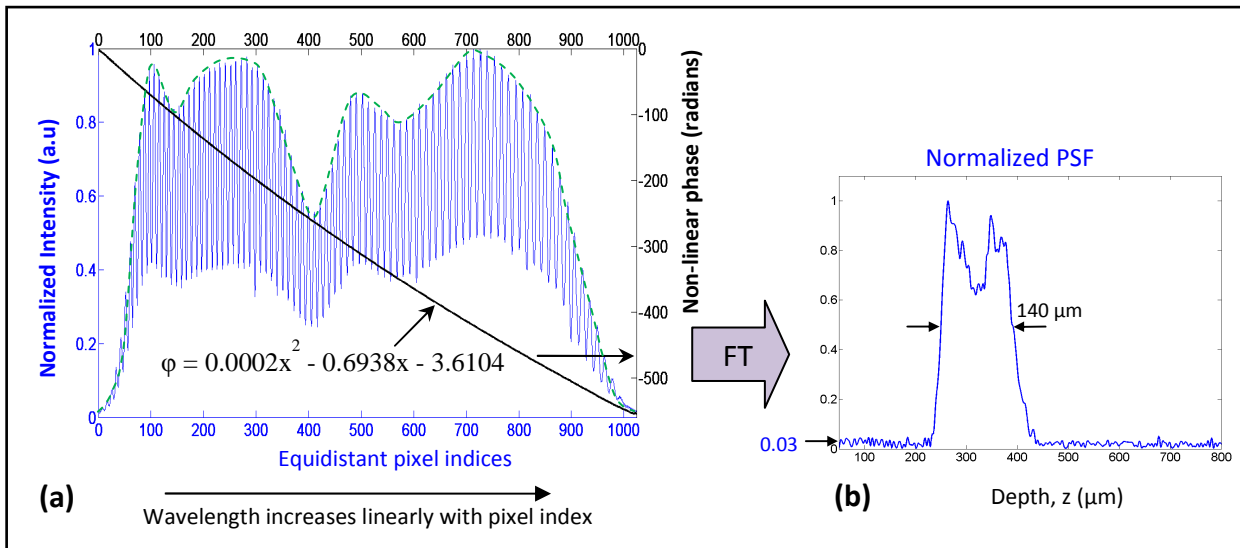 0 100 200 300 400 500 600 700 800 900 1000
1
0.8
0.6
0.4
0.2
0
Normalized Intensity (a.u)
0
-100
-200
-300
-400
-500
Non-linear phase (radians)
φ = 0.0002x² - 0.6938x - 3.6104
0 100 200 300 400 500 600 700 800 900 1000
Equidistant pixel indices
(a)
Wavelength increases linearly with pixel index
FT
Normalized PSF
1
0.8
0.6
0.4
0.2
0
140 µm
0.03
100 200 300 400 500 600 700 800
(b)
Depth, z (µm)